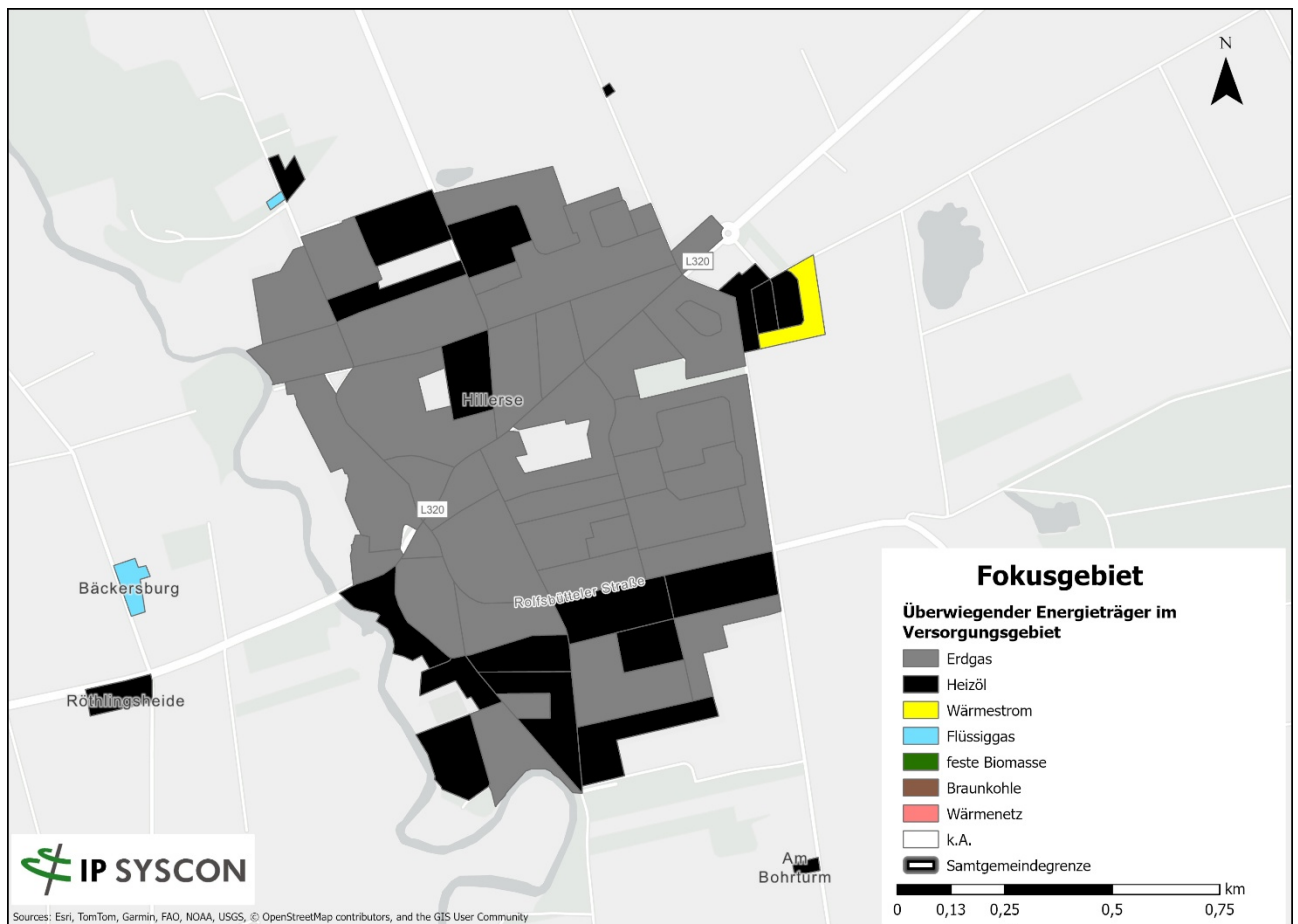 N
L320
Hillerse
L320
Bäckersburg
Rolfsbütteler Straße
Röthlingsheide
Am
Bohrturm
Fokusgebiet
Überwiegender Energieträger im
Versorgungsgebiet
Erdgas
Heizöl
Wärmestrom
Flüssiggas
feste Biomasse
Braunkohle
Wärmenetz
k.A.
Samtgemeindegrenze
km
0 0,13 0,25 0,5 0,75
IP SYSCON
Sources: Esri, TomTom, Garmin, FAO, NOAA, USGS, © OpenStreetMap contributors, and the GIS User Community